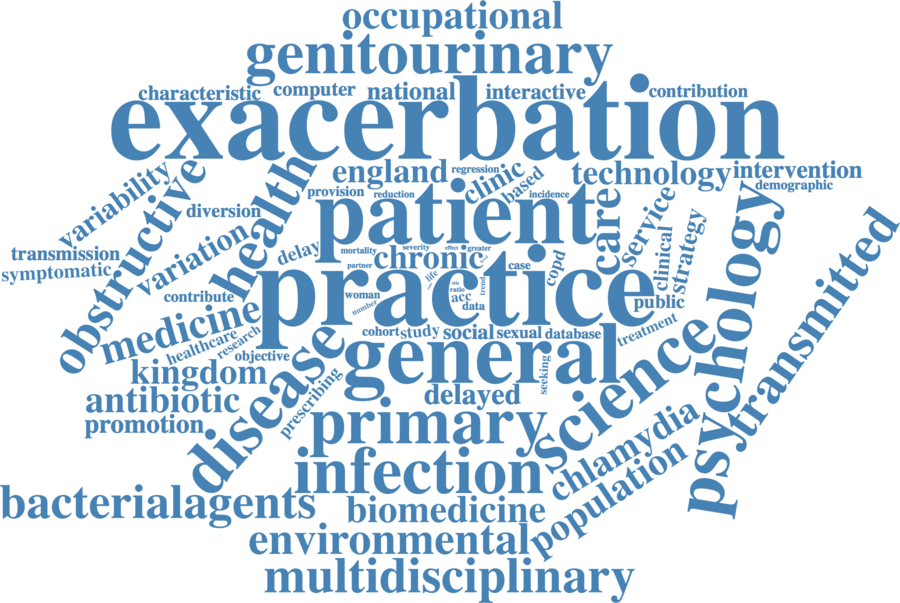 occupational
genitourinary
characteristic computer national interactive contribution
exacerbation
england regression clinic technology intervention
variability obstructive health provision reduction based incidence demographic
diversion patient care service psychology transmitted
transmission variation delay mortality severity effect greater clinical strategy
symptomatic partner chronic case copd
contribute practice life woman ratio trend public
medicine number acc data
healthcare research cohort study social sexual database treatment
kingdom objective disease general science
antibiotic prescribing delayed seeking
promotion primary chlamydia
infection population
bacterialagents biomedicine
environmental
multidisciplinary